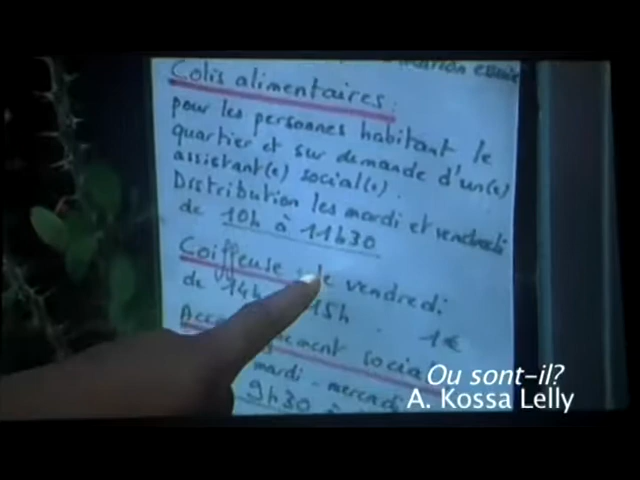 Colis alimentaires :
pour les personnes habitant le
quartier et sur demande d'un(e)
assistant(e) social(e).
Distribution les mardi et vendredi
de 10h à 11h30
Coiffeuse le vendredi
de 14h 15h . 1€
social
mardi - mercredi
9h30 à
Ou sont-il?
A. Kossa Lelly